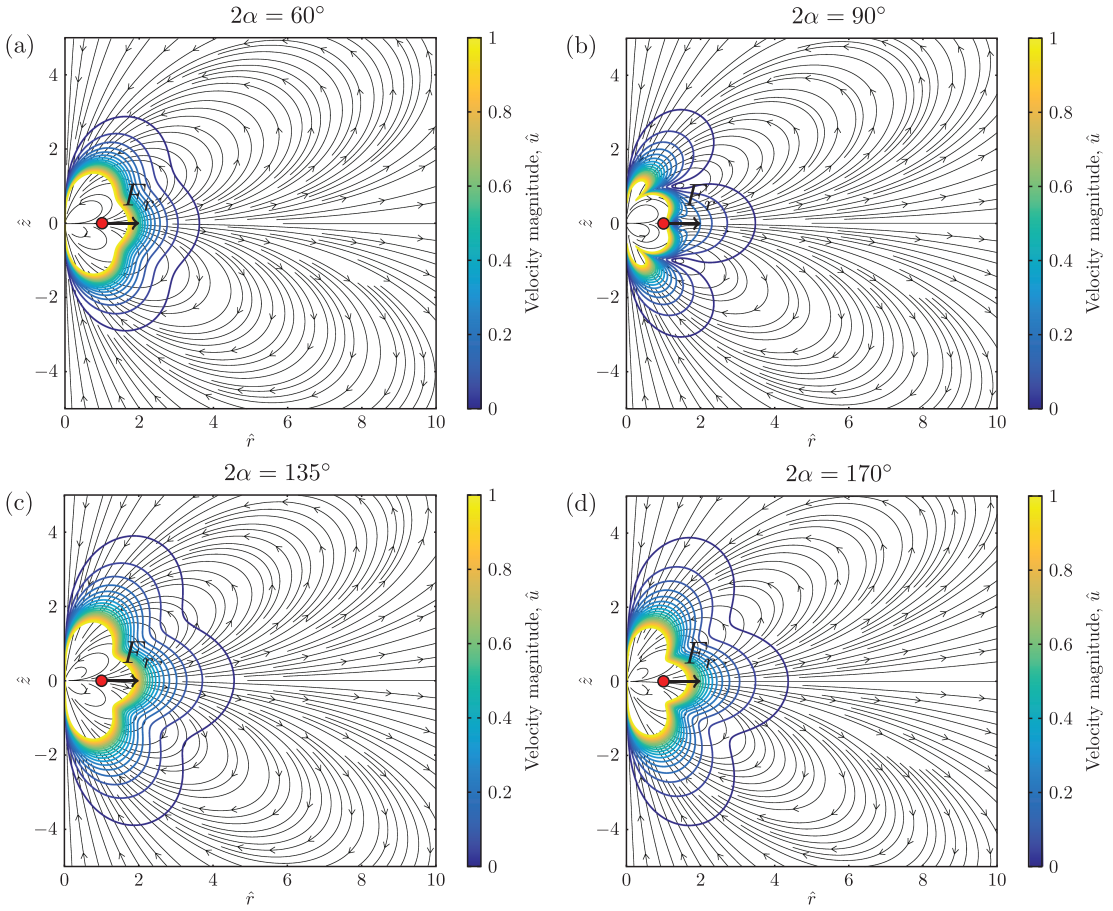 2α = 60°
(a)
4
2
0
−2
−4
ẑ
0 2 4 6 8 10
r̂
F_r
1
0.8
0.6
0.4
0.2
0
Velocity magnitude, û
2α = 90°
(b)
4
2
0
−2
−4
ẑ
0 2 4 6 8 10
r̂
F_r
1
0.8
0.6
0.4
0.2
0
Velocity magnitude, û
2α = 135°
(c)
4
2
0
−2
−4
ẑ
0 2 4 6 8 10
r̂
F_r
1
0.8
0.6
0.4
0.2
0
Velocity magnitude, û
2α = 170°
(d)
4
2
0
−2
−4
ẑ
0 2 4 6 8 10
r̂
F_r
1
0.8
0.6
0.4
0.2
0
Velocity magnitude, û